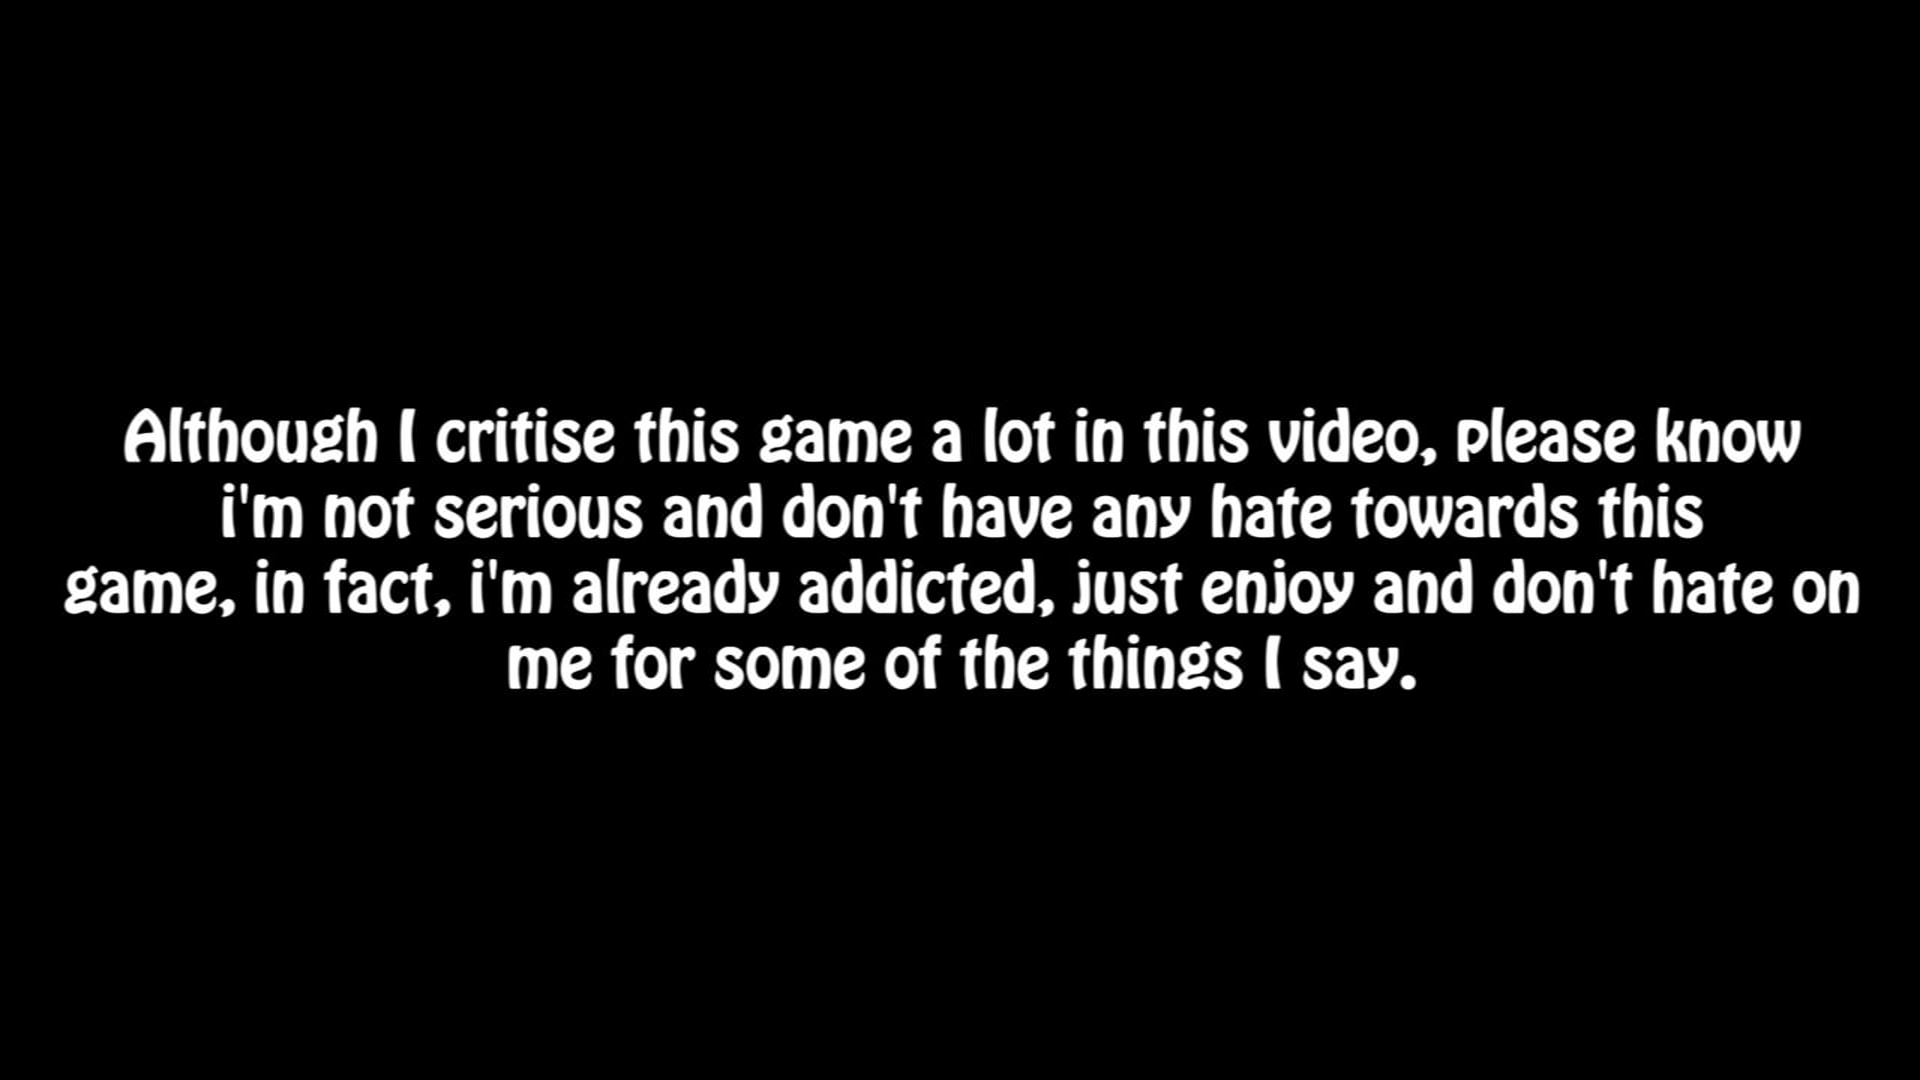 Although I critise this game a lot in this video, please know
i'm not serious and don't have any hate towards this
game, in fact, i'm already addicted, just enjoy and don't hate on
me for some of the things I say.